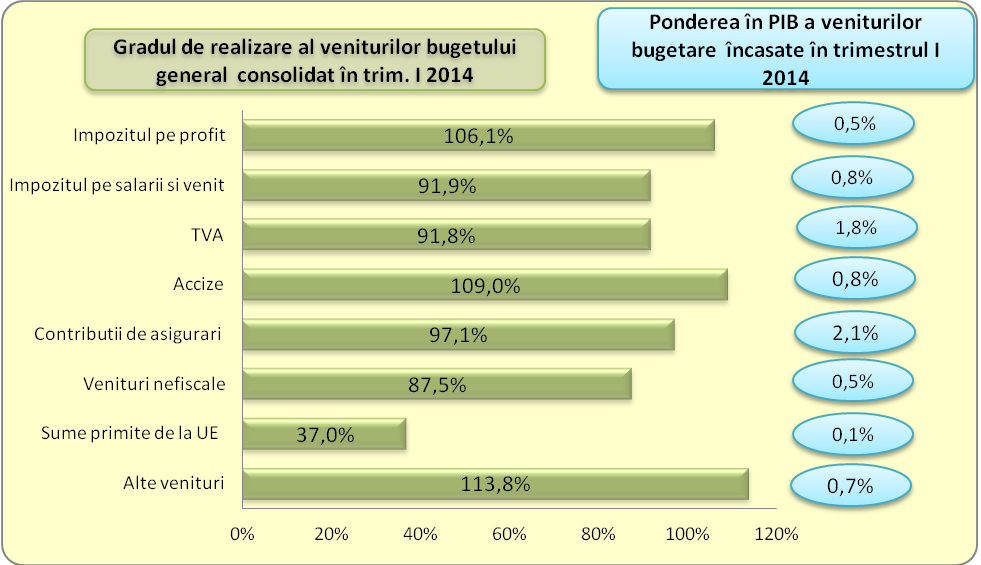 Gradul de realizare al veniturilor bugetului
general consolidat în trim. I 2014
Ponderea în PIB a veniturilor
bugetare încasate în trimestrul I
2014
Impozitul pe profit
106,1%
0,5%
Impozitul pe salarii si venit
91,9%
0,8%
TVA
91,8%
1,8%
Accize
109,0%
0,8%
Contributii de asigurari
97,1%
2,1%
Venituri nefiscale
87,5%
0,5%
Sume primite de la UE
37,0%
0,1%
Alte venituri
113,8%
0,7%
0%
20%
40%
60%
80%
100%
120%